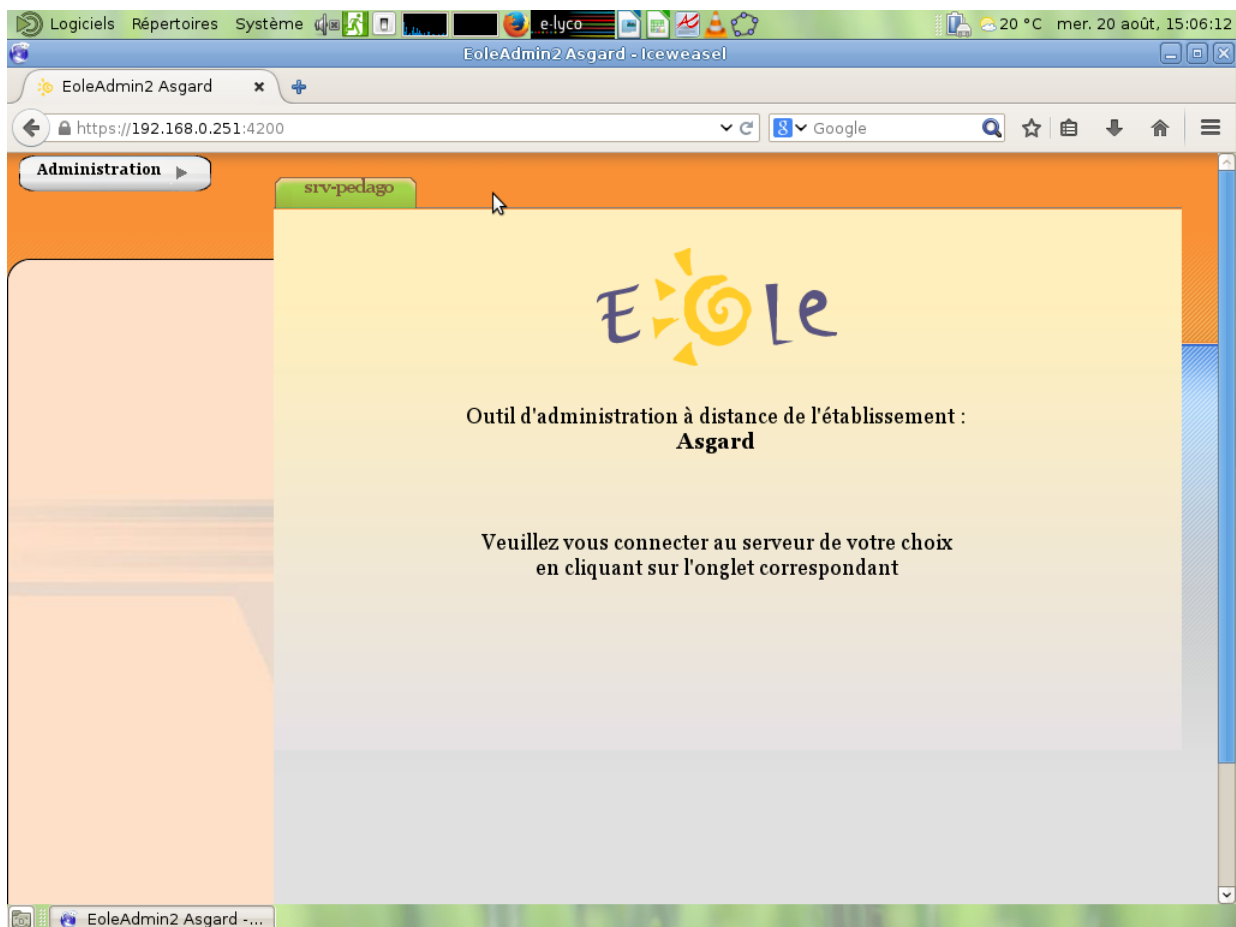 Logiciels Répertoires Système e-lyco 20 °C mer. 20 août, 15:06:12
EoleAdmin2 Asgard - Iceweasel
EoleAdmin2 Asgard
https://192.168.0.251:4200 Google
Administration
srv-pedago
EOLE
Outil d'administration à distance de l'établissement :
Asgard
Veuillez vous connecter au serveur de votre choix
en cliquant sur l'onglet correspondant
EoleAdmin2 Asgard -...